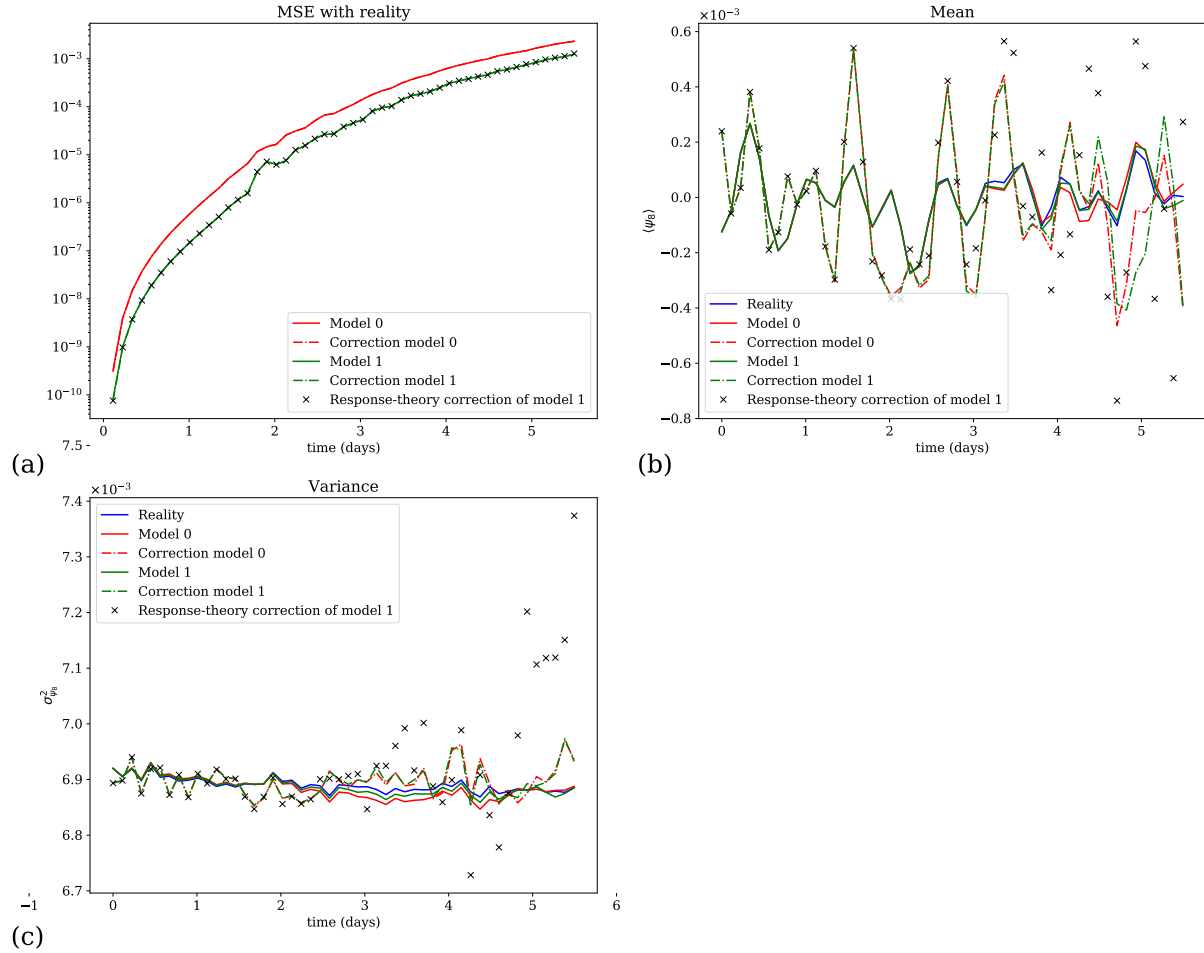 MSE with reality
10⁻³
10⁻⁴
10⁻⁵
10⁻⁶
10⁻⁷
10⁻⁸
10⁻⁹
10⁻¹⁰
Model 0
Correction model 0
Model 1
Correction model 1
Response-theory correction of model 1
0 1 2 3 4 5
time (days)
7.5
(a)
Mean
×10⁻³
0.6
0.4
0.2
0.0
−0.2
−0.4
−0.6
−0.8
⟨ψ₈⟩
Reality
Model 0
Correction model 0
Model 1
Correction model 1
Response-theory correction of model 1
0 1 2 3 4 5
time (days)
(b)
Variance
×10⁻³
7.4
7.3
7.2
7.1
7.0
6.9
6.8
6.7
σ²ψ₈
Reality
Model 0
Correction model 0
Model 1
Correction model 1
Response-theory correction of model 1
−1 0 1 2 3 4 5 6
time (days)
(c)